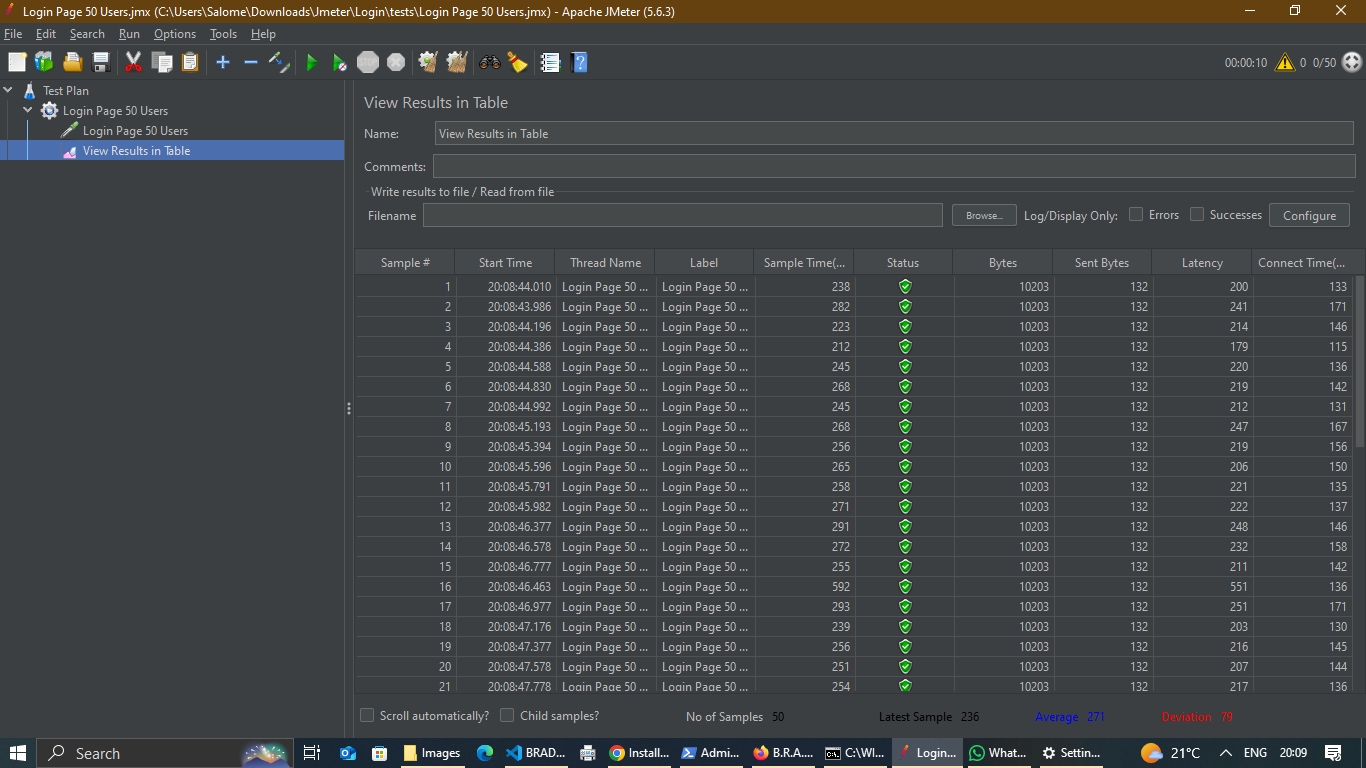 Login Page 50 Users.jmx (C:\Users\Salome\Downloads\Jmeter\Login\tests\Login Page 50 Users.jmx) - Apache JMeter (5.6.3)
File Edit Search Run Options Tools Help
STOP 00:00:10 0 0/50
Test Plan
Login Page 50 Users
Login Page 50 Users
View Results in Table
View Results in Table
Name: View Results in Table
Comments:
Write results to file / Read from file
Filename Browse... Log/Display Only: Errors Successes Configure
Sample # Start Time Thread Name Label Sample Time(... Status Bytes Sent Bytes Latency Connect Time(...
1 20:08:44.010 Login Page 50 ... Login Page 50 ... 238 10203 132 200 133
2 20:08:43.986 Login Page 50 ... Login Page 50 ... 282 10203 132 241 171
3 20:08:44.196 Login Page 50 ... Login Page 50 ... 223 10203 132 214 146
4 20:08:44.386 Login Page 50 ... Login Page 50 ... 212 10203 132 179 115
5 20:08:44.588 Login Page 50 ... Login Page 50 ... 245 10203 132 220 136
6 20:08:44.830 Login Page 50 ... Login Page 50 ... 268 10203 132 219 142
7 20:08:44.992 Login Page 50 ... Login Page 50 ... 245 10203 132 212 131
8 20:08:45.193 Login Page 50 ... Login Page 50 ... 268 10203 132 247 167
9 20:08:45.394 Login Page 50 ... Login Page 50 ... 256 10203 132 219 156
10 20:08:45.596 Login Page 50 ... Login Page 50 ... 265 10203 132 206 150
11 20:08:45.791 Login Page 50 ... Login Page 50 ... 258 10203 132 221 135
12 20:08:45.982 Login Page 50 ... Login Page 50 ... 271 10203 132 222 137
13 20:08:46.377 Login Page 50 ... Login Page 50 ... 291 10203 132 248 146
14 20:08:46.578 Login Page 50 ... Login Page 50 ... 272 10203 132 232 158
15 20:08:46.777 Login Page 50 ... Login Page 50 ... 255 10203 132 211 142
16 20:08:46.463 Login Page 50 ... Login Page 50 ... 592 10203 132 551 136
17 20:08:46.977 Login Page 50 ... Login Page 50 ... 293 10203 132 251 171
18 20:08:47.176 Login Page 50 ... Login Page 50 ... 239 10203 132 203 130
19 20:08:47.377 Login Page 50 ... Login Page 50 ... 256 10203 132 216 145
20 20:08:47.578 Login Page 50 ... Login Page 50 ... 251 10203 132 207 144
21 20:08:47.778 Login Page 50 ... Login Page 50 ... 254 10203 132 217 136
Scroll automatically? Child samples? No of Samples 50 Latest Sample 236 Average 271 Deviation 79
Search Images BRAD... Install... Admi... B.R.A... C:\WI... Login... What... Settin... 21°C ENG 20:09